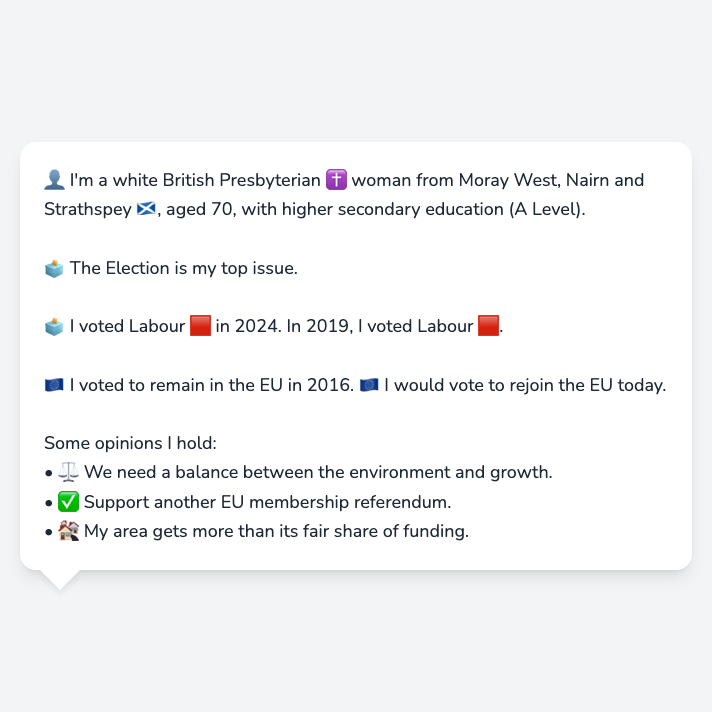 👤 I'm a white British Presbyterian ✝️ woman from Moray West, Nairn and
Strathspey 🏴󠁧󠁢󠁳󠁣󠁴󠁿, aged 70, with higher secondary education (A Level).
🗳️ The Election is my top issue.
🗳️ I voted Labour 🟥 in 2024. In 2019, I voted Labour 🟥.
🇪🇺 I voted to remain in the EU in 2016. 🇪🇺 I would vote to rejoin the EU today.
Some opinions I hold:
• ⚖️ We need a balance between the environment and growth.
• ✅ Support another EU membership referendum.
• 🏘️ My area gets more than its fair share of funding.